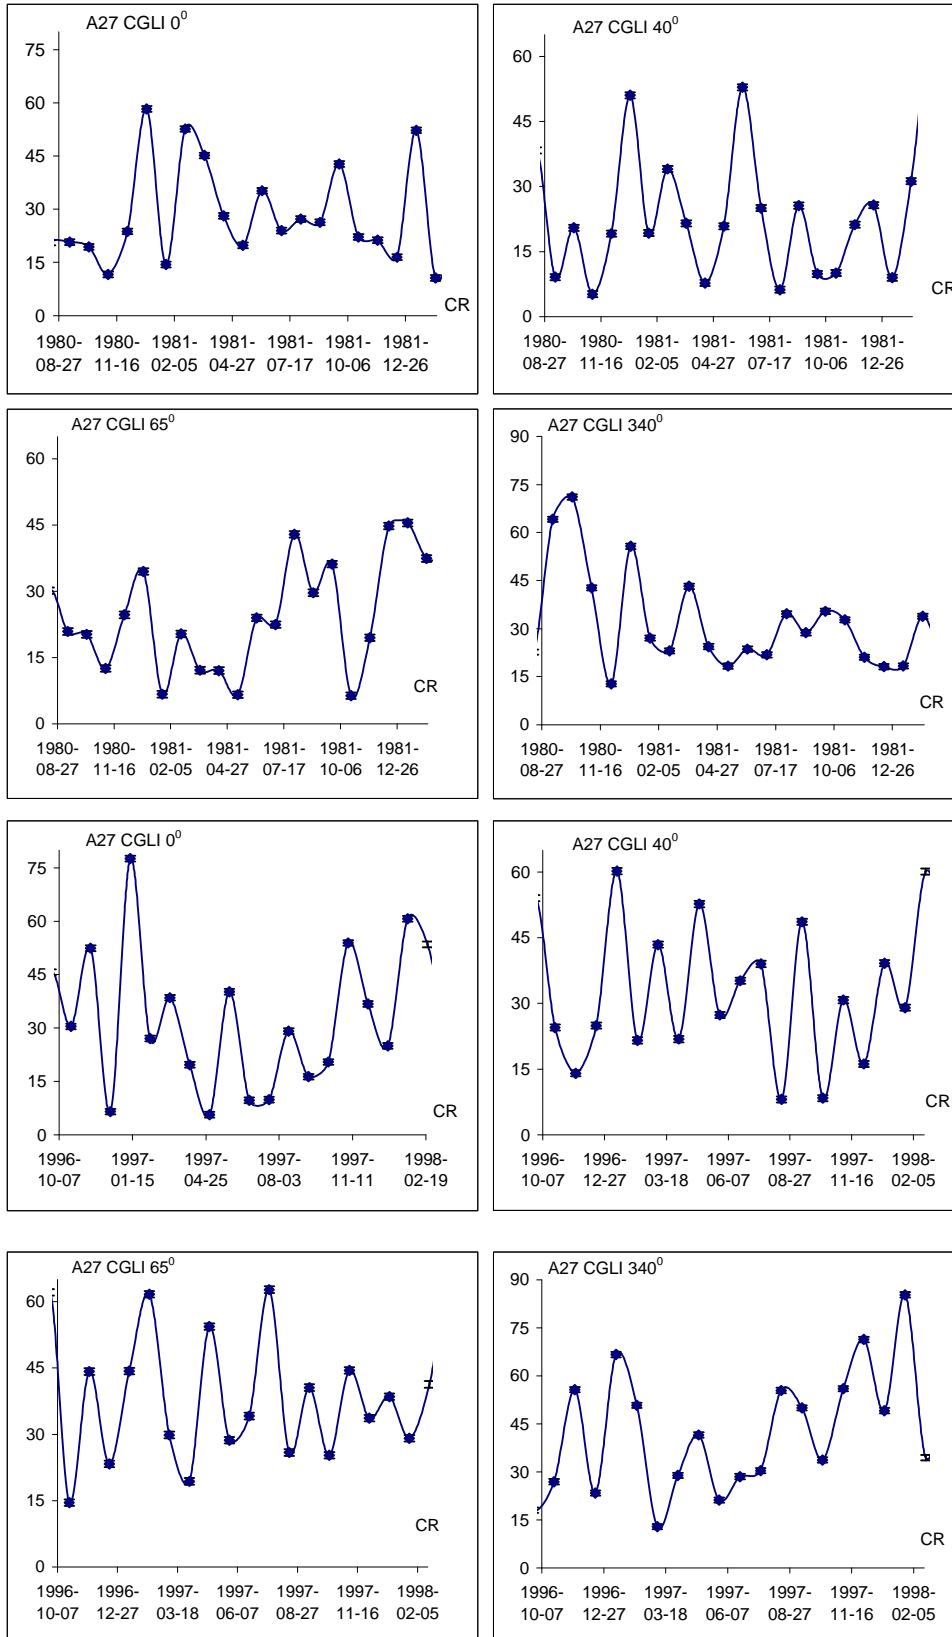 A27 CGLI 0⁰
75
60
45
30
15
0
CR
1980- 1980- 1981- 1981- 1981- 1981- 1981-
08-27 11-16 02-05 04-27 07-17 10-06 12-26
A27 CGLI 40⁰
60
45
30
15
0
CR
1980- 1980- 1981- 1981- 1981- 1981- 1981-
08-27 11-16 02-05 04-27 07-17 10-06 12-26
A27 CGLI 65⁰
60
45
30
15
0
CR
1980- 1980- 1981- 1981- 1981- 1981- 1981-
08-27 11-16 02-05 04-27 07-17 10-06 12-26
A27 CGLI 340⁰
90
75
60
45
30
15
0
CR
1980- 1980- 1981- 1981- 1981- 1981- 1981-
08-27 11-16 02-05 04-27 07-17 10-06 12-26
A27 CGLI 0⁰
75
60
45
30
15
0
CR
1996- 1997- 1997- 1997- 1997- 1998-
10-07 01-15 04-25 08-03 11-11 02-19
A27 CGLI 40⁰
60
45
30
15
0
CR
1996- 1996- 1997- 1997- 1997- 1997- 1998-
10-07 12-27 03-18 06-07 08-27 11-16 02-05
A27 CGLI 65⁰
60
45
30
15
0
CR
1996- 1996- 1997- 1997- 1997- 1997- 1998-
10-07 12-27 03-18 06-07 08-27 11-16 02-05
A27 CGLI 340⁰
90
75
60
45
30
15
0
CR
1996- 1996- 1997- 1997- 1997- 1997- 1998-
10-07 12-27 03-18 06-07 08-27 11-16 02-05